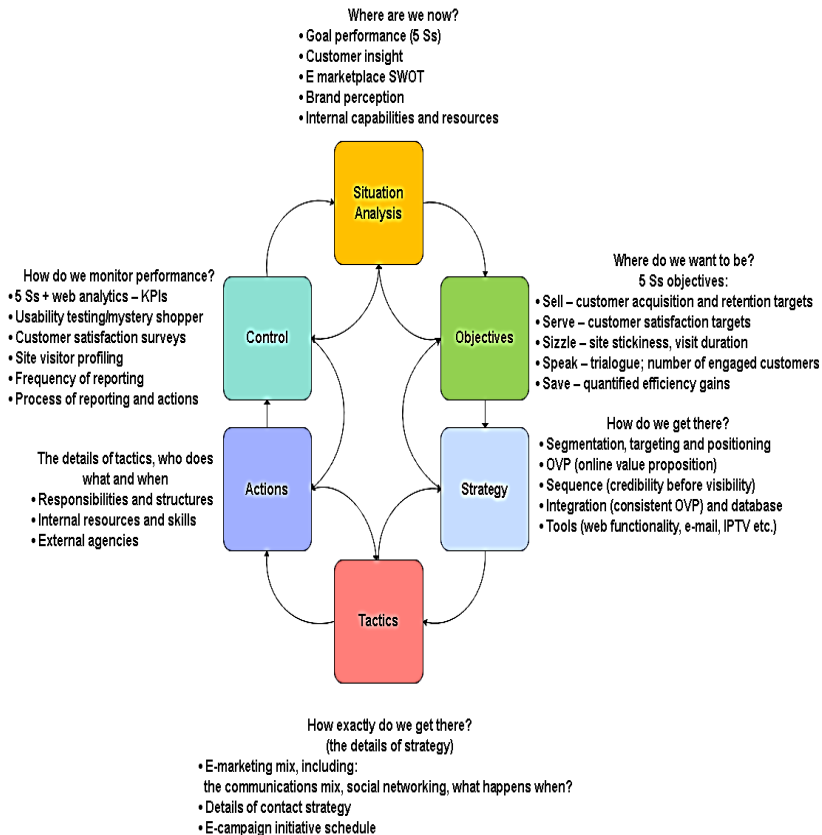 Where are we now?
• Goal performance (5 Ss)
• Customer insight
• E marketplace SWOT
• Brand perception
• Internal capabilities and resources
Situation
Analysis
How do we monitor performance?
• 5 Ss + web analytics – KPIs
• Usability testing/mystery shopper
• Customer satisfaction surveys
• Site visitor profiling
• Frequency of reporting
• Process of reporting and actions
Control
Objectives
Where do we want to be?
5 Ss objectives:
• Sell – customer acquisition and retention targets
• Serve – customer satisfaction targets
• Sizzle – site stickiness, visit duration
• Speak – trialogue; number of engaged customers
• Save – quantified efficiency gains
The details of tactics, who does
what and when
• Responsibilities and structures
• Internal resources and skills
• External agencies
Actions
Strategy
How do we get there?
• Segmentation, targeting and positioning
• OVP (online value proposition)
• Sequence (credibility before visibility)
• Integration (consistent OVP) and database
• Tools (web functionality, e-mail, IPTV etc.)
Tactics
How exactly do we get there?
(the details of strategy)
• E-marketing mix, including:
the communications mix, social networking, what happens when?
• Details of contact strategy
• E-campaign initiative schedule